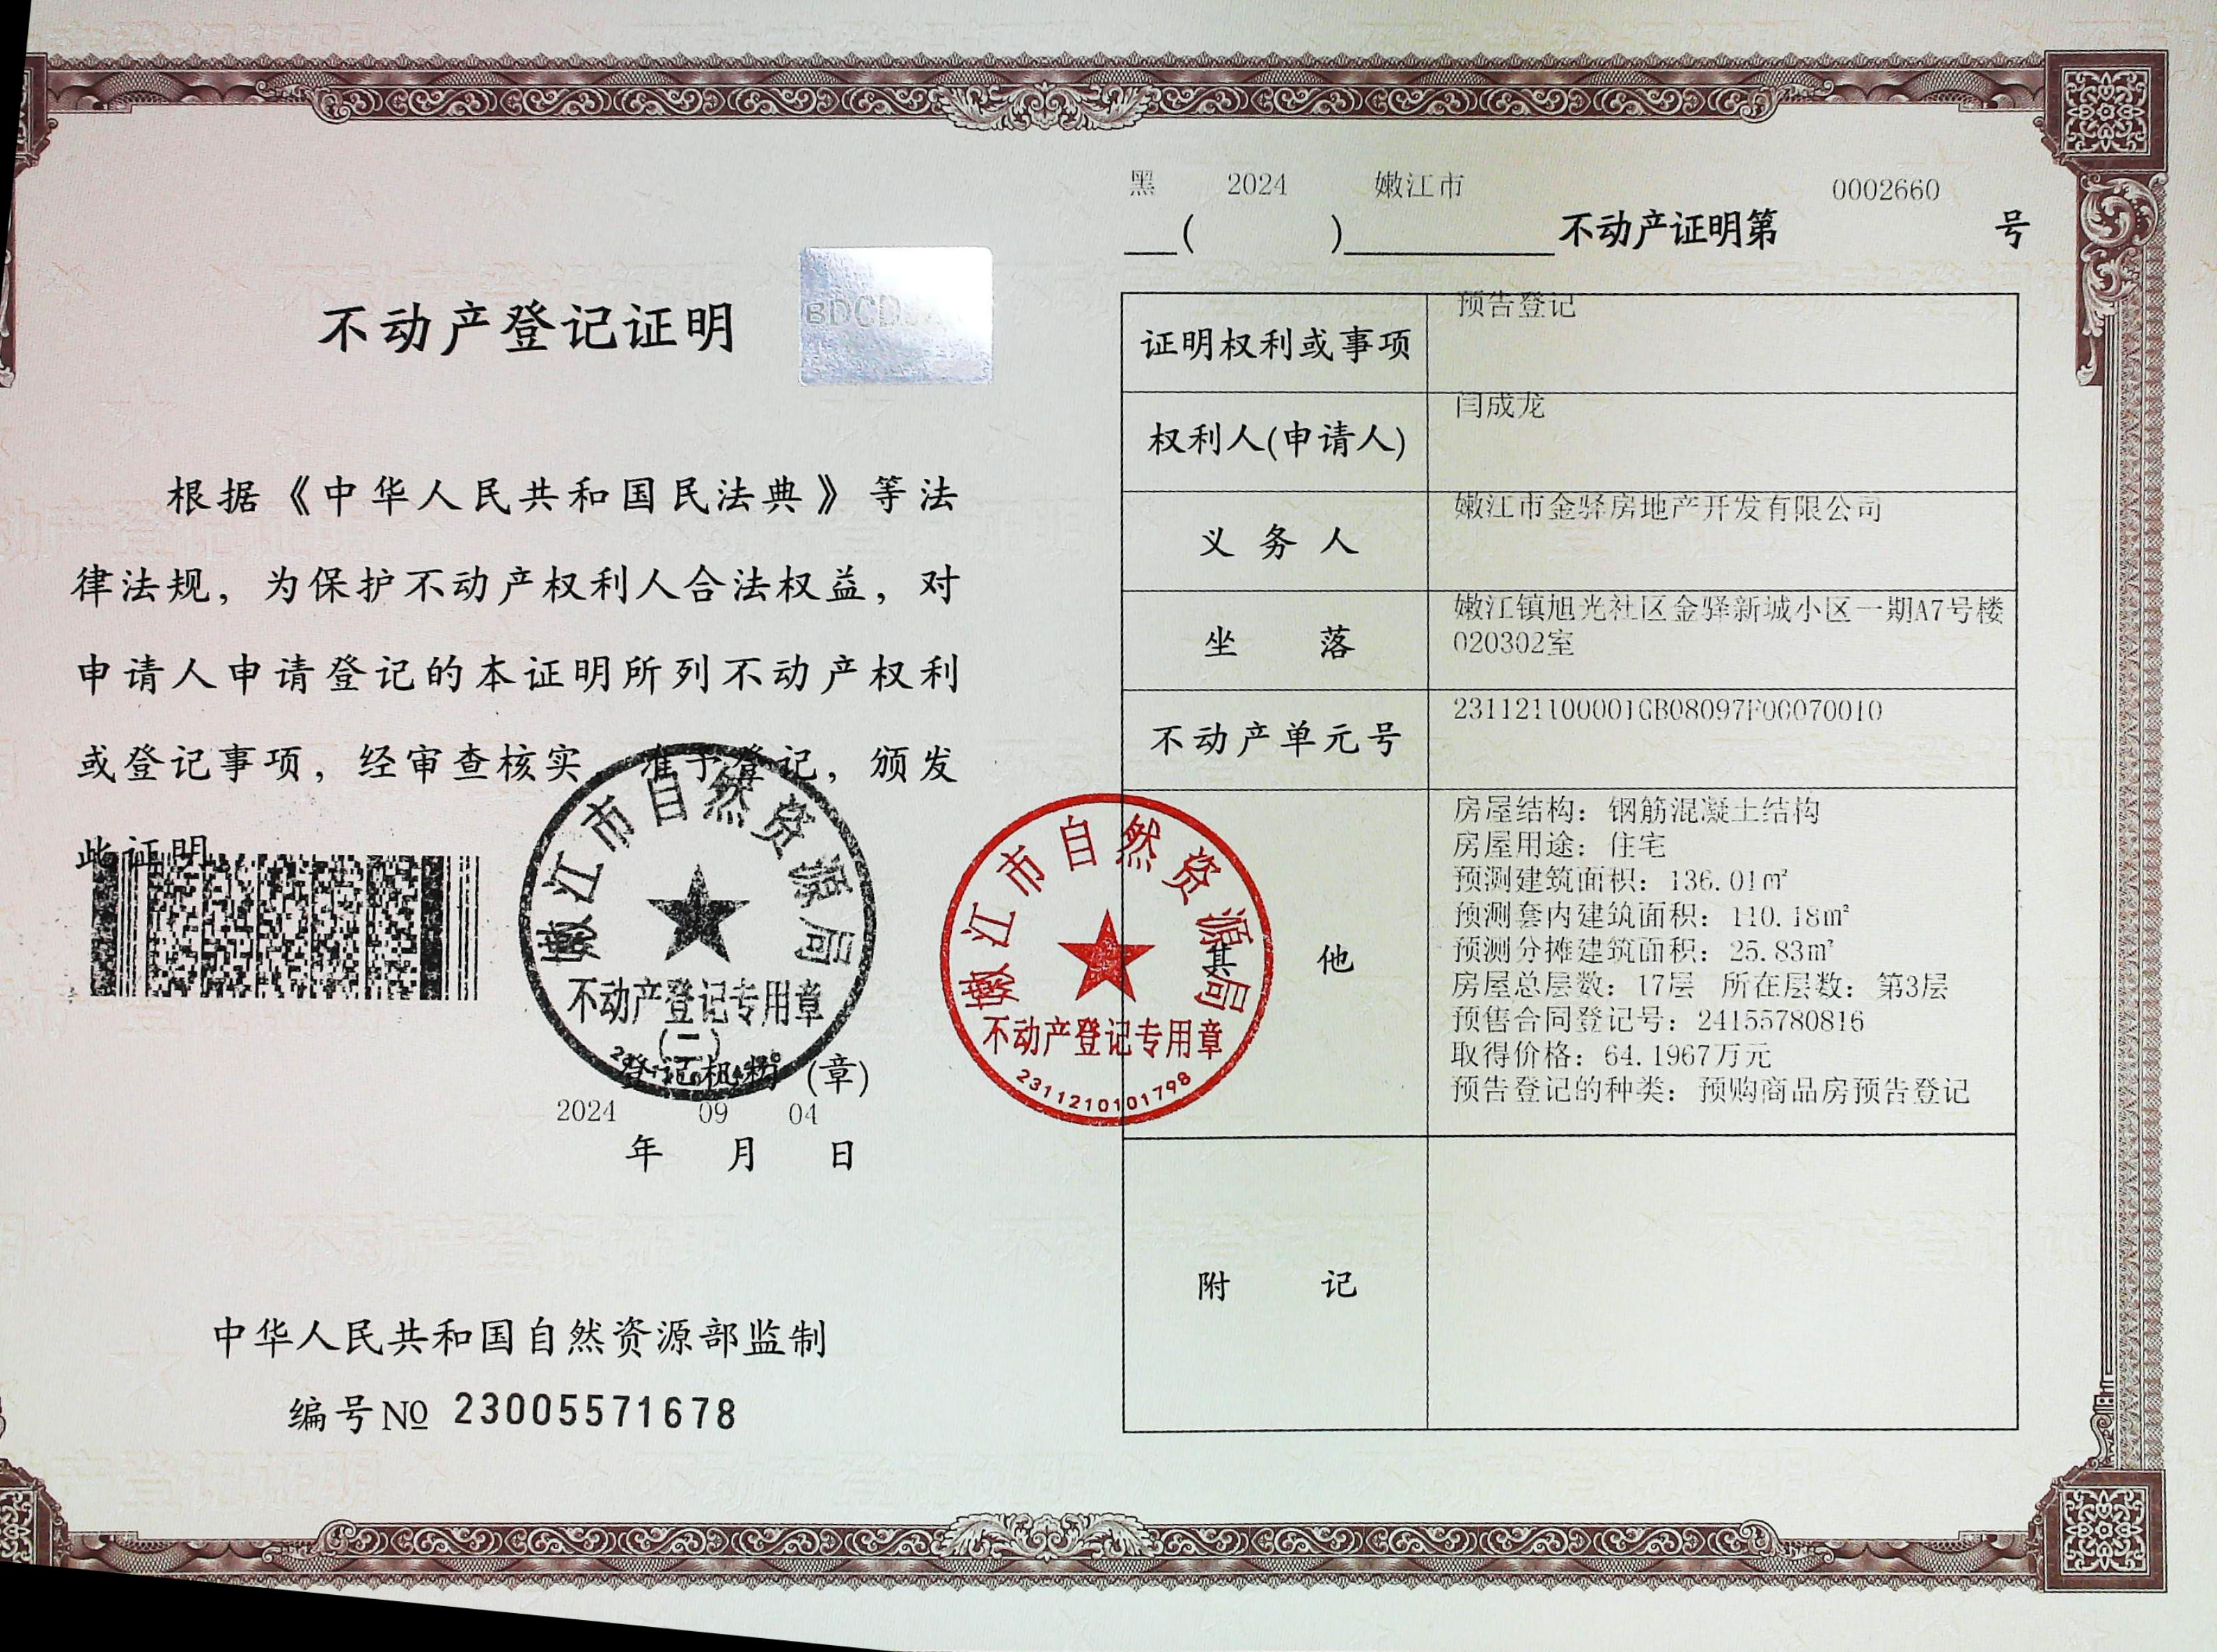 不动产登记证明
BDCDJ
根据《中华人民共和国民法典》等法
律法规，为保护不动产权利人合法权益，对
申请人申请登记的本证明所列不动产权利
或登记事项，经审查核实，准予登记，颁发
此证明
嫩江市自然资源局
不动产登记专用章
(二)
登记机构 (章)
2024 09 04
年 月 日
中华人民共和国自然资源部监制
编号№ 23005571678
黑 2024 嫩江市 0002660
( ) 不动产证明第 号
证明权利或事项 预告登记
权利人(申请人) 闫成龙
义务人 嫩江市金驿房地产开发有限公司
坐落 嫩江镇旭光社区金驿新城小区一期A7号楼
020302室
不动产单元号 231121100001GB08097F00070010
其他
房屋结构：钢筋混凝土结构
房屋用途：住宅
预测建筑面积：136.01㎡
预测套内建筑面积：110.18㎡
预测分摊建筑面积：25.83㎡
房屋总层数：17层 所在层数：第3层
预售合同登记号：24155780816
取得价格：64.1967万元
预告登记的种类：预购商品房预告登记
附记
嫩江市自然资源局
不动产登记专用章
2311210101798